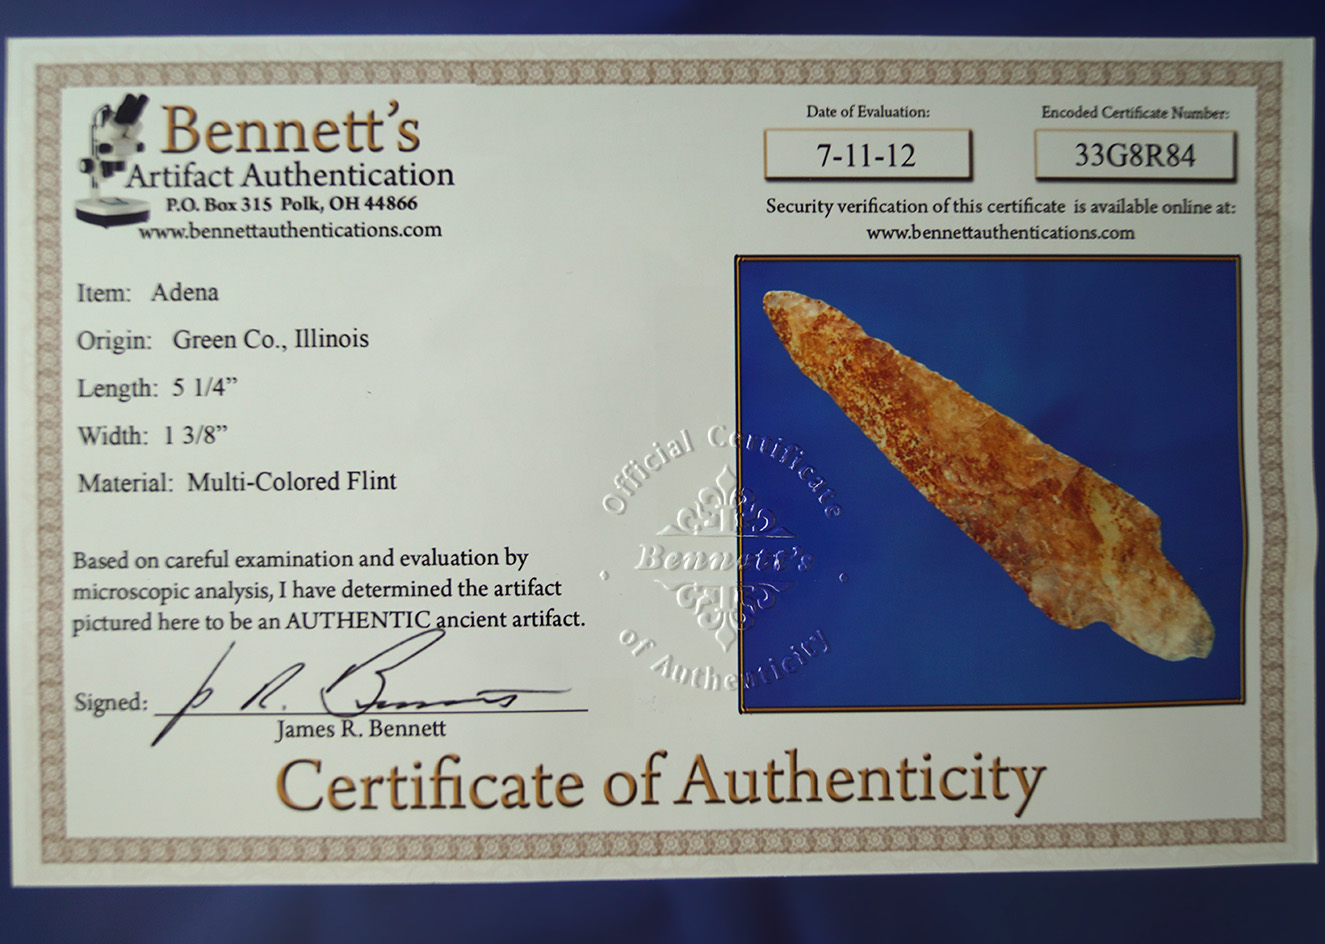 Bennett's
Artifact Authentication
P.O. Box 315 Polk, OH 44866
www.bennettauthentications.com
Date of Evaluation:
7-11-12
Encoded Certificate Number:
33G8R84
Security verification of this certificate is available online at:
www.bennettauthentications.com
Item: Adena
Origin: Green Co., Illinois
Length: 5 1/4”
Width: 1 3/8”
Material: Multi-Colored Flint
Based on careful examination and evaluation by
microscopic analysis, I have determined the artifact
pictured here to be an AUTHENTIC ancient artifact.
Official Certificate
Bennett's
of Authenticity
Signed: J R. Bennett
James R. Bennett
Certificate of Authenticity